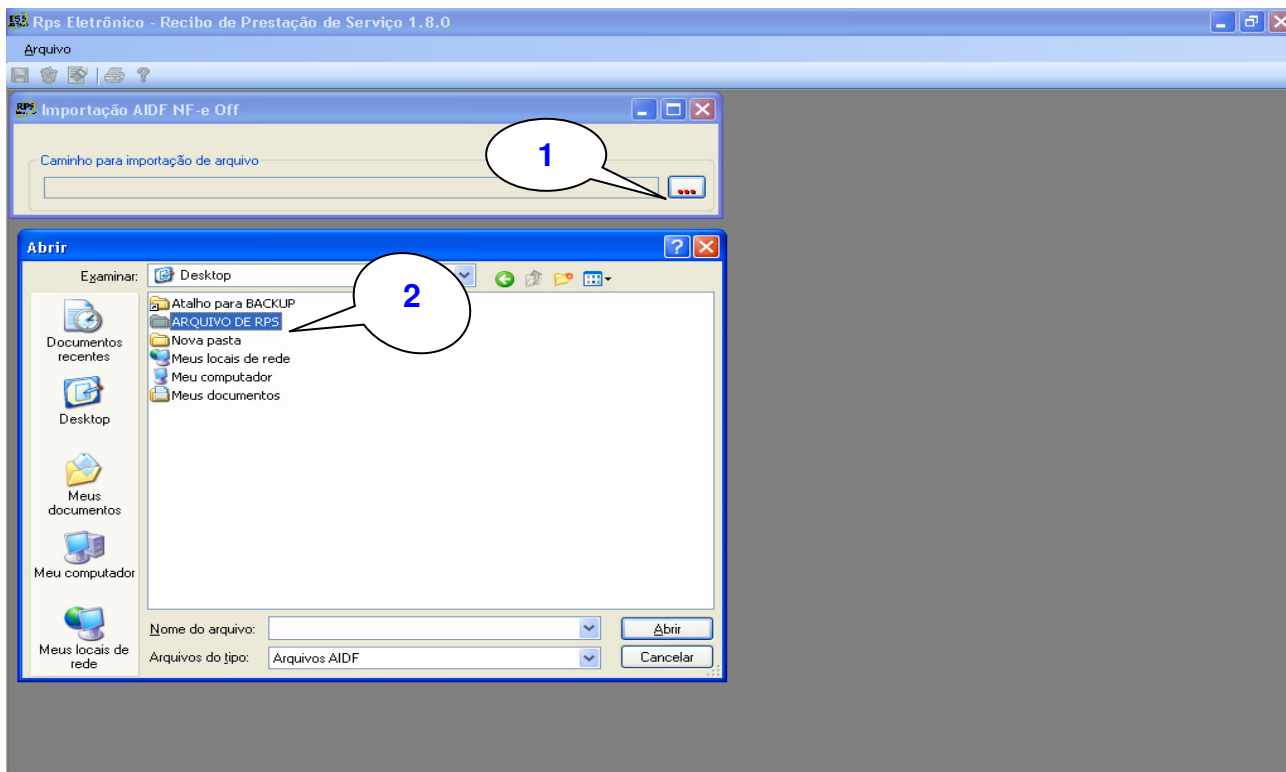 Rps Eletrônico - Recibo de Prestação de Serviço 1.8.0
Arquivo
Importação AIDF NF-e Off
Caminho para importação de arquivo
...
1
Abrir
Examinar:
Desktop
2
Atalho para BACKUP
ARQUIVO DE RPS
Nova pasta
Meus locais de rede
Meu computador
Meus documentos
Documentos
recentes
Desktop
Meus
documentos
Meu computador
Meus locais de
rede
Nome do arquivo:
Abrir
Arquivos do tipo:
Arquivos AIDF
Cancelar